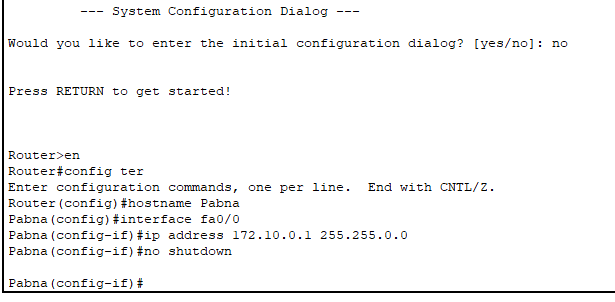 --- System Configuration Dialog ---
Would you like to enter the initial configuration dialog? [yes/no]: no
Press RETURN to get started!
Router>en
Router#config ter
Enter configuration commands, one per line.  End with CNTL/Z.
Router(config)#hostname Pabna
Pabna(config)#interface fa0/0
Pabna(config-if)#ip address 172.10.0.1 255.255.0.0
Pabna(config-if)#no shutdown
Pabna(config-if)#